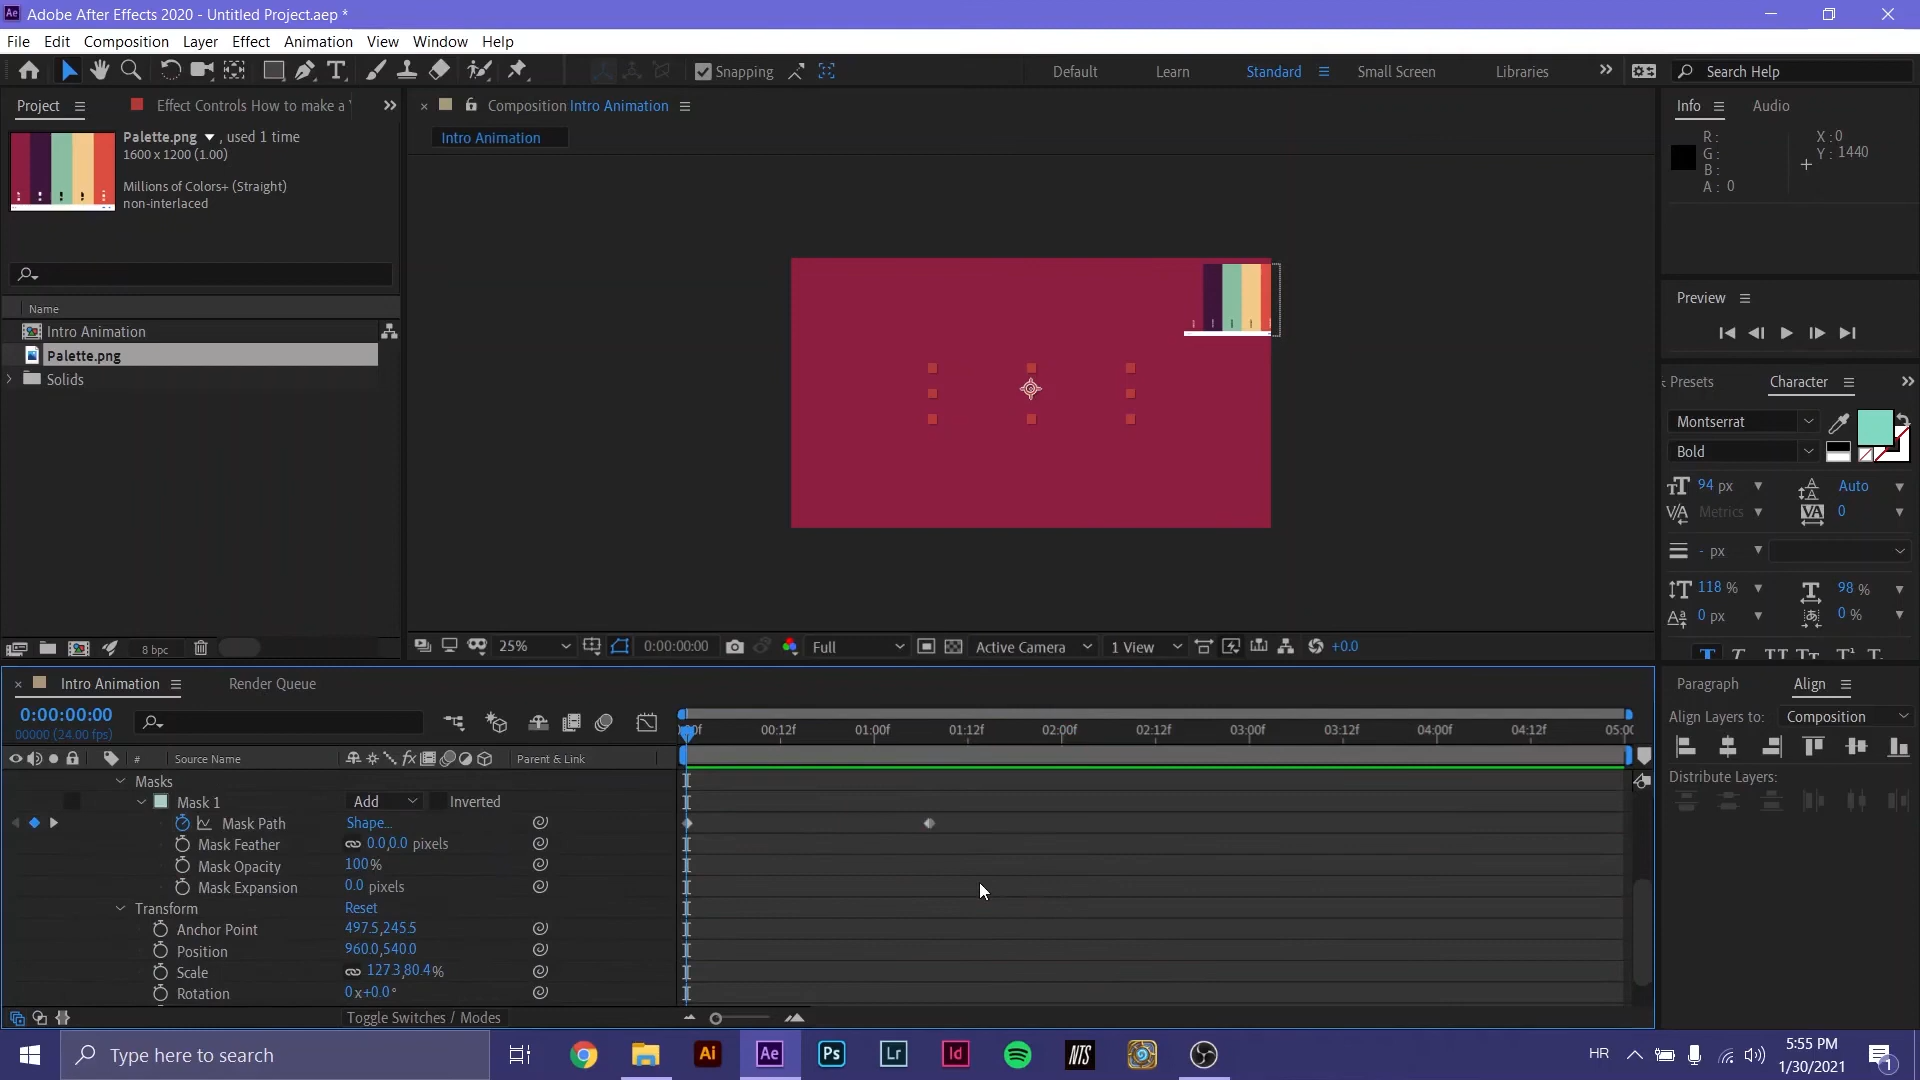 Adobe After Effects 2020 - Untitled Project.aep *
File Edit Composition Layer Effect Animation View Window Help
Snapping
Default Learn Standard Small Screen Libraries
Search Help
Project
Effect Controls How to make a
Composition Intro Animation
Intro Animation
Info Audio
Palette.png , used 1 time
1600 x 1200 (1.00)
Millions of Colors+ (Straight)
non-interlaced
R :
G :
B :
A : 0
X : 0
Y : 1440
Name
Intro Animation
Palette.png
Solids
Preview
Presets Character
Montserrat
Bold
94 px
Auto
Metrics
0
- px
118 %
98 %
0 px
0 %
8 bpc
25%
0:00:00:00
Full
Active Camera
1 View
+0.0
Intro Animation
Render Queue
0:00:00:00
00000 (24.00 fps)
00:12f 01:00f 01:12f 02:00f 02:12f 03:00f 03:12f 04:00f 04:12f
# Source Name
Parent & Link
Masks
Mask 1 Add Inverted
Mask Path Shape...
Mask Feather 0.0,0.0 pixels
Mask Opacity 100%
Mask Expansion 0.0 pixels
Transform Reset
Anchor Point 497.5,245.5
Position 960.0,540.0
Scale 127.3,80.4%
Rotation 0x+0.0°
Toggle Switches / Modes
Paragraph Align
Align Layers to: Composition
Distribute Layers:
Type here to search
Ai
Ae
Ps
Lr
Id
NTS
HR
5:55 PM
1/30/2021
1